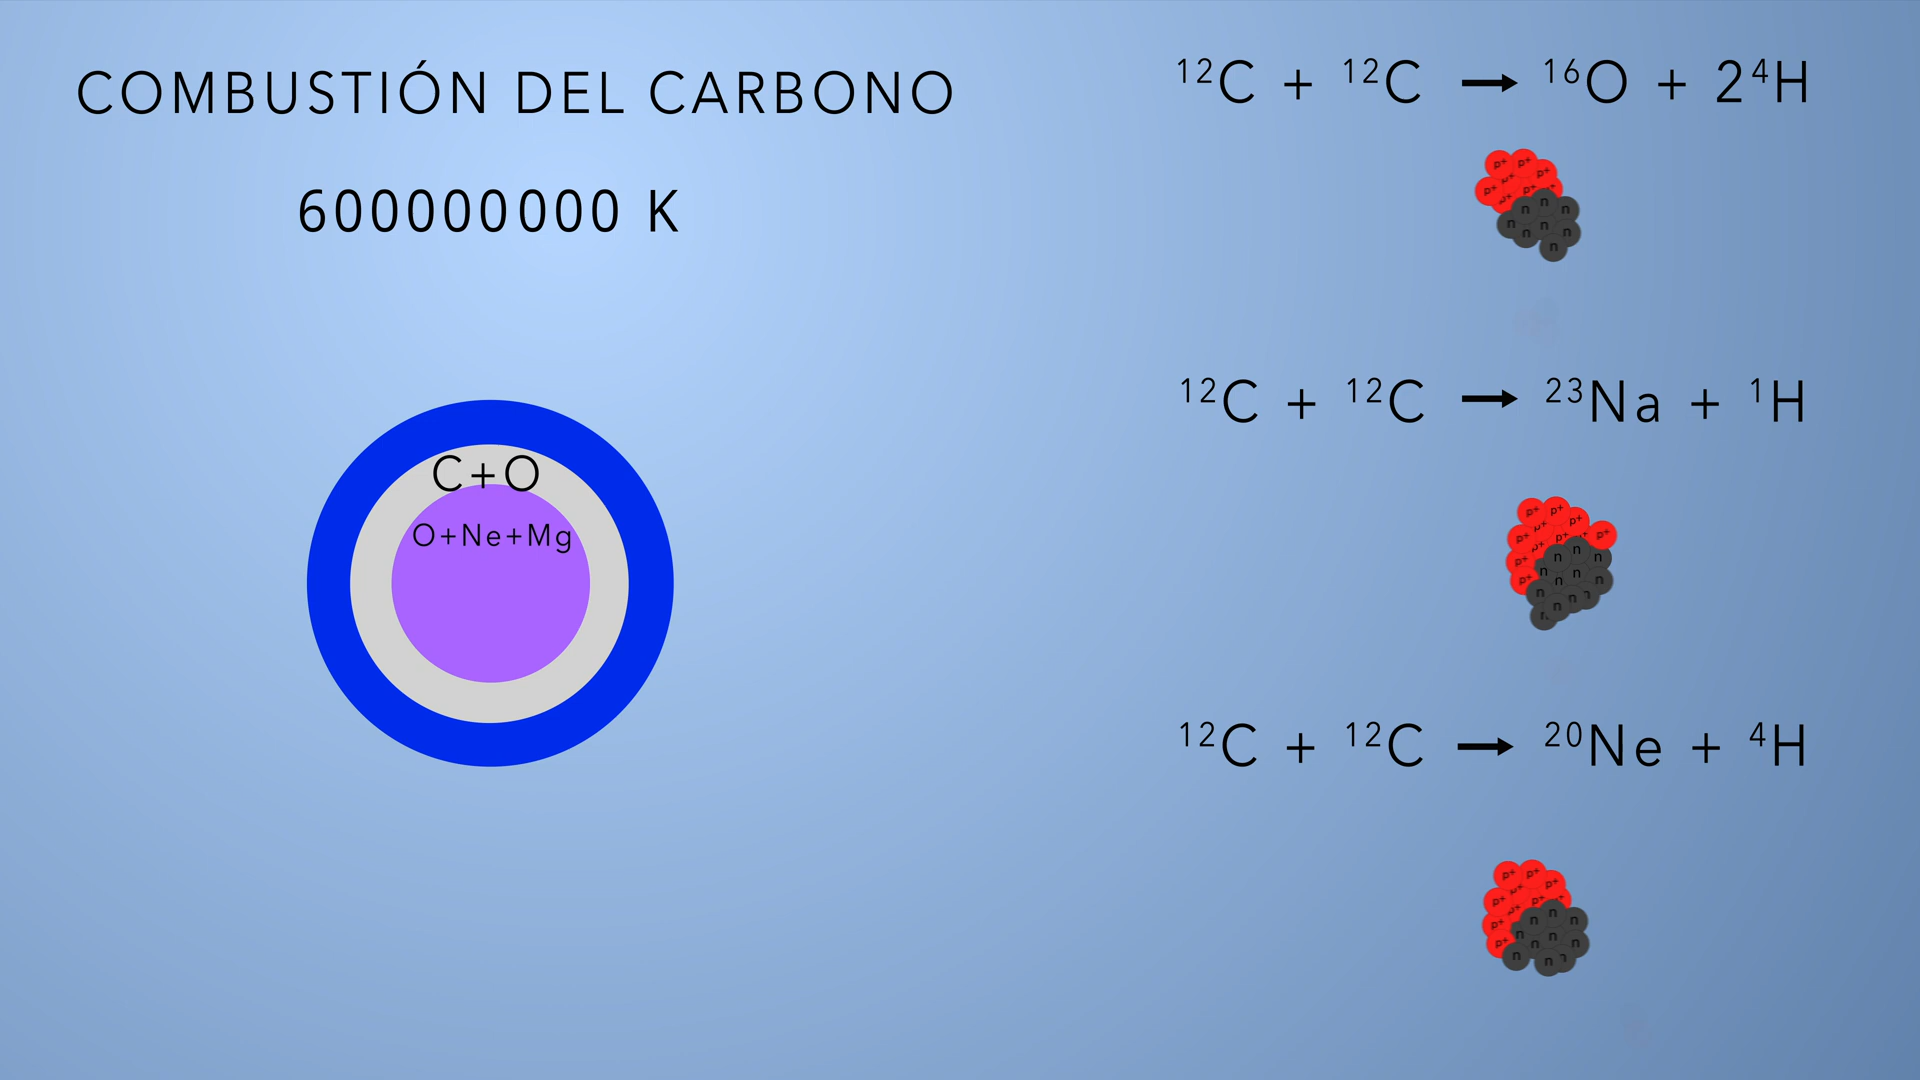 COMBUSTIÓN DEL CARBONO
600000000 K
C+O
O+Ne+Mg
¹²C + ¹²C → ¹⁶O + 2⁴H
p+ p+ p+ p+ p+ p+ p+ p+
n n n n n n n n
¹²C + ¹²C → ²³Na + ¹H
p+ p+ p+ p+ p+ p+ p+ p+ p+ p+ p+
n n n n n n n n n n n n
¹²C + ¹²C → ²⁰Ne + ⁴H
p+ p+ p+ p+ p+ p+ p+ p+ p+
n n n n n n n n n n